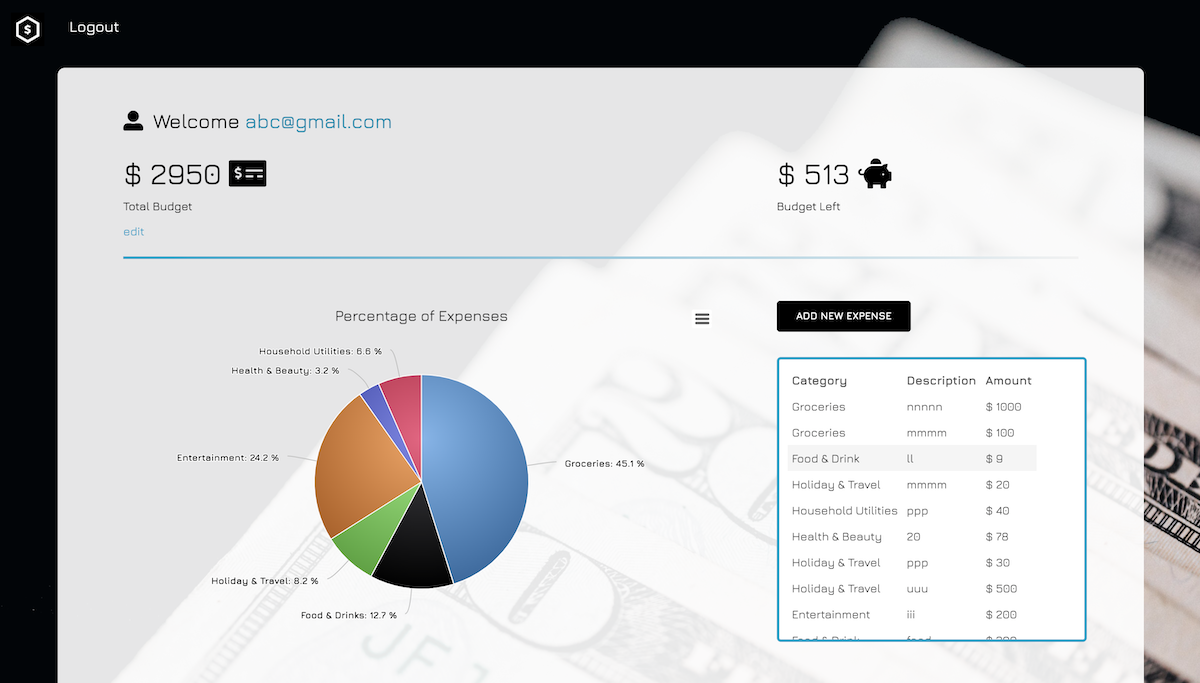 $
Logout
Welcome abc@gmail.com
$ 2950 $
Total Budget
edit
$ 513
Budget Left
Percentage of Expenses
Household Utilities: 6.6 %
Health & Beauty: 3.2 %
Entertainment: 24.2 %
Groceries: 45.1 %
Holiday & Travel: 8.2 %
Food & Drinks: 12.7 %
ADD NEW EXPENSE
Category Description Amount
Groceries nnnnn $ 1000
Groceries mmmm $ 100
Food & Drink ll $ 9
Holiday & Travel mmmm $ 20
Household Utilities ppp $ 40
Health & Beauty 20 $ 78
Holiday & Travel ppp $ 30
Holiday & Travel uuu $ 500
Entertainment iii $ 200
Food & Drink food
JF